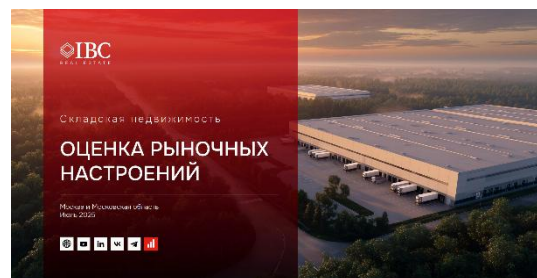 IBC
REAL ESTATE
Складская недвижимость
ОЦЕНКА РЫНОЧНЫХ
НАСТРОЕНИЙ
Москва и Московская область
Июль 2025